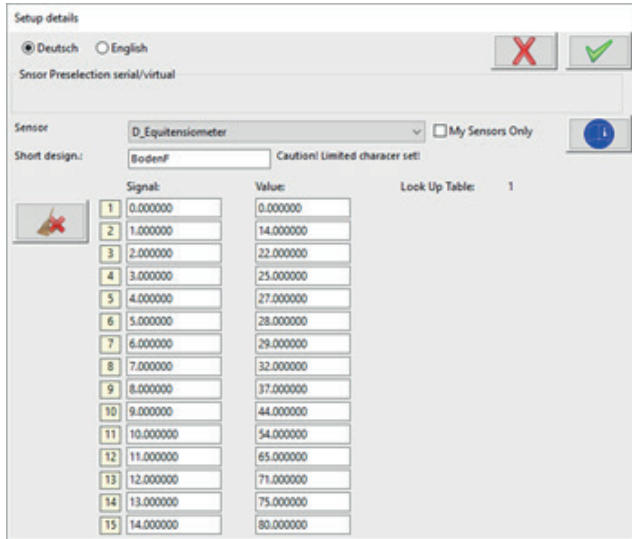 Setup details
Deutsch English
Snsor Preselection serial/virtual
Sensor D_Equitensiometer My Sensors Only
Short design.: BodenF Caution! Limited characer set!
Signal: Value: Look Up Table: 1
1 0.000000 0.000000
2 1.000000 14.000000
3 2.000000 22.000000
4 3.000000 25.000000
5 4.000000 27.000000
6 5.000000 28.000000
7 6.000000 29.000000
8 7.000000 32.000000
9 8.000000 37.000000
10 9.000000 44.000000
11 10.000000 54.000000
12 11.000000 65.000000
13 12.000000 71.000000
14 13.000000 75.000000
15 14.000000 80.000000